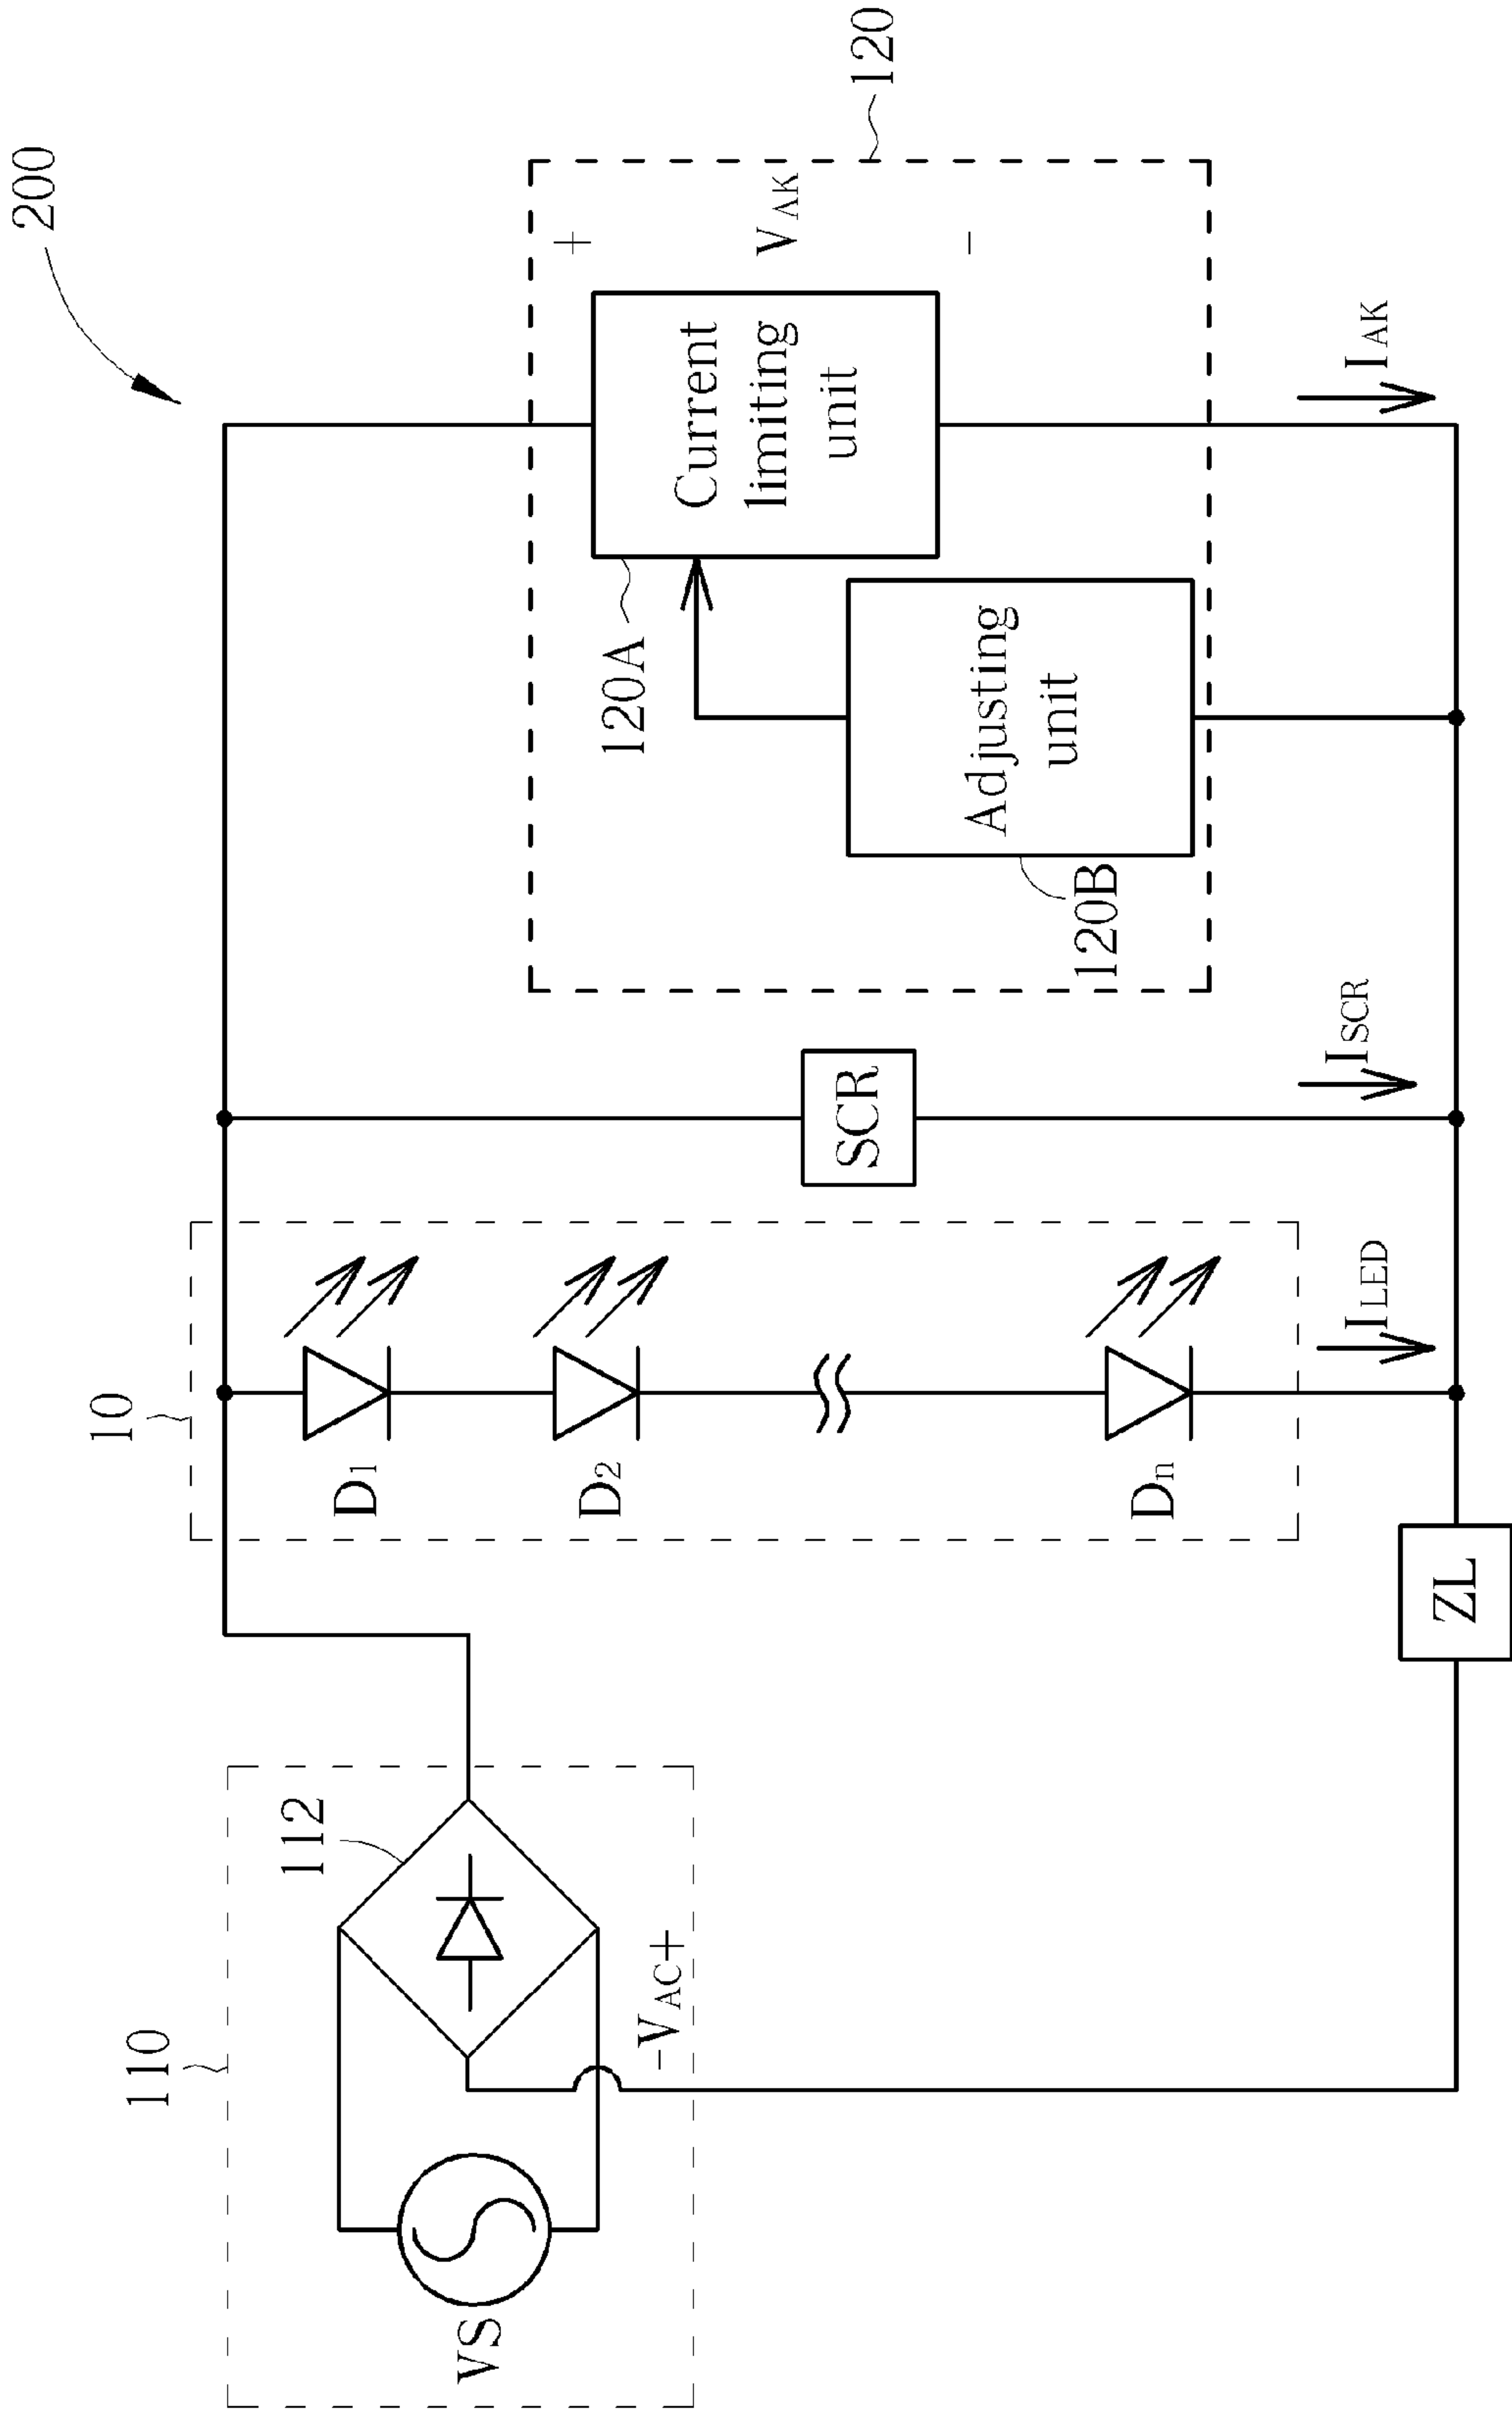 200
110
112
10
120
VS
-VAC+
D1
D2
Dn
ILED
SCR
ISCR
120A
120B
Adjusting
unit
Current
limiting
unit
+
VAK
-
IAK
ZL